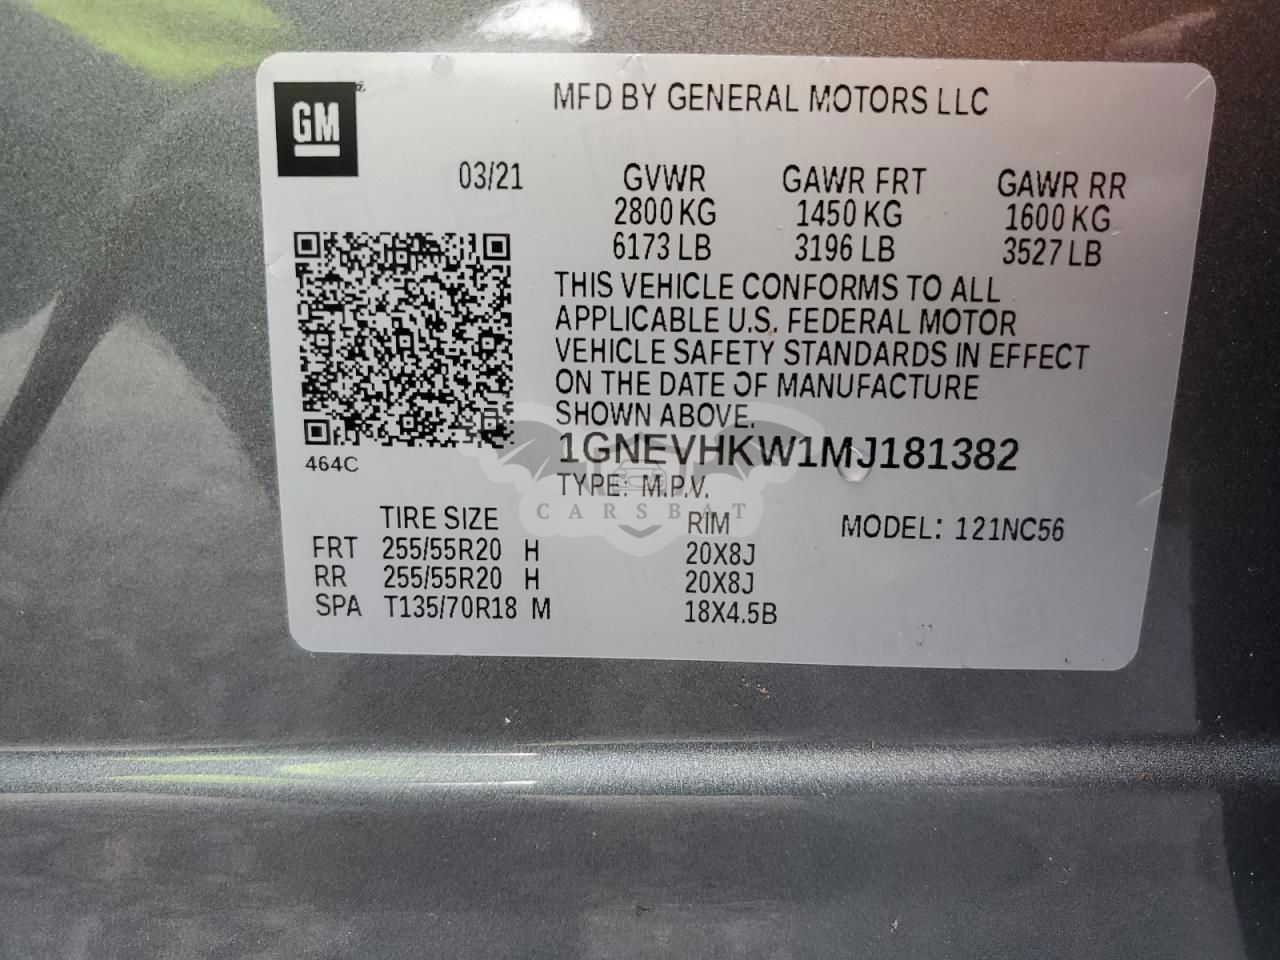 GM
MFD BY GENERAL MOTORS LLC
03/21 GVWR GAWR FRT GAWR RR
2800 KG 1450 KG 1600 KG
6173 LB 3196 LB 3527 LB
THIS VEHICLE CONFORMS TO ALL
APPLICABLE U.S. FEDERAL MOTOR
VEHICLE SAFETY STANDARDS IN EFFECT
ON THE DATE OF MANUFACTURE
SHOWN ABOVE.
1GNEVHKW1MJ181382
464C
TYPE: M.P.V.
CARSBAT
TIRE SIZE RIM MODEL: 121NC56
FRT 255/55R20 H 20X8J
RR 255/55R20 H 20X8J
SPA T135/70R18 M 18X4.5B